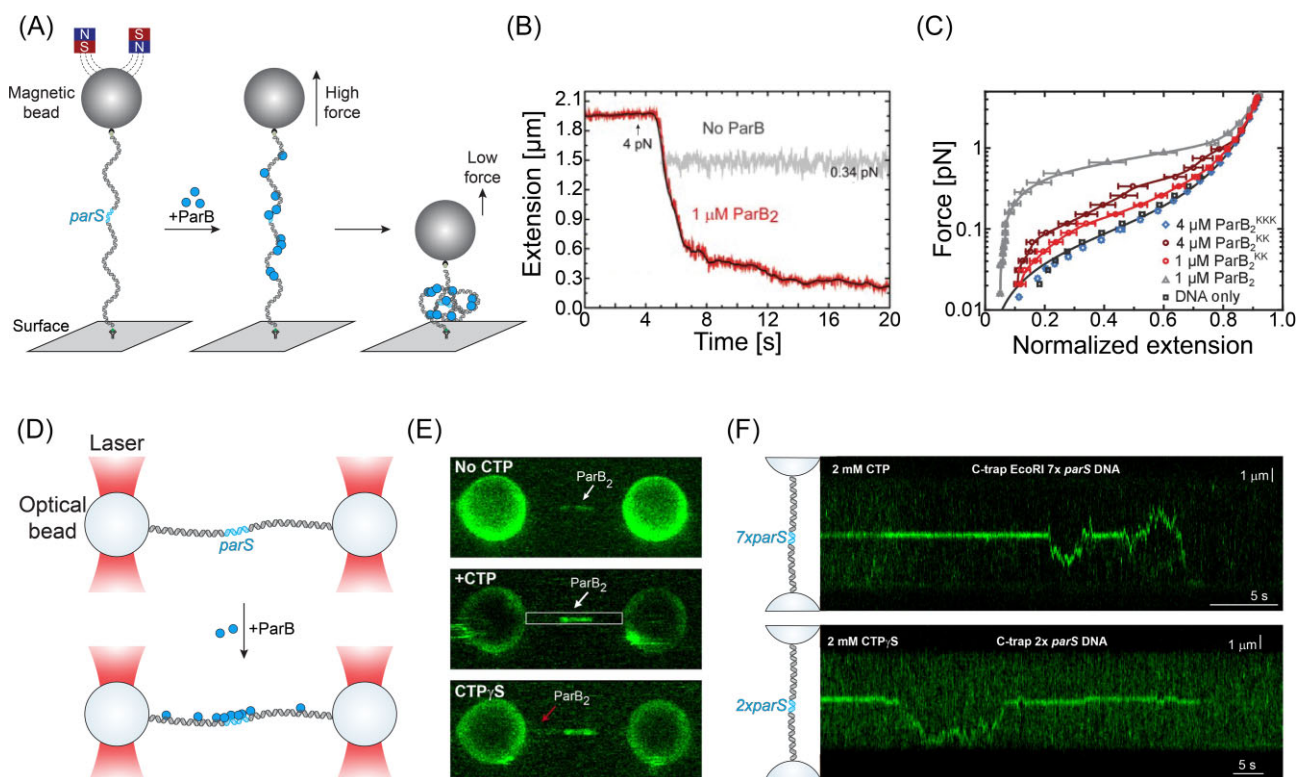 (A)
N
S
S
N
Magnetic
bead
High
force
Low
force
parS
+ParB
Surface
(B)
Extension [µm]
2.1
1.8
1.5
1.2
0.9
0.6
0.3
0.0
4 pN
No ParB
0.34 pN
1 µM ParB2
0 4 8 12 16 20
Time [s]
(C)
Force [pN]
1
0.1
0.01
4 µM ParB2KKK
4 µM ParB2KK
1 µM ParB2KK
1 µM ParB2
DNA only
0 0.2 0.4 0.6 0.8 1.0
Normalized extension
(D)
Laser
Optical
bead
parS
+ParB
(E)
No CTP
ParB2
+CTP
ParB2
CTPγS
ParB2
(F)
2 mM CTP C-trap EcoRI 7x parS DNA 1 µm
7xparS
5 s
2 mM CTPγS C-trap 2x parS DNA 1 µm
2xparS
5 s